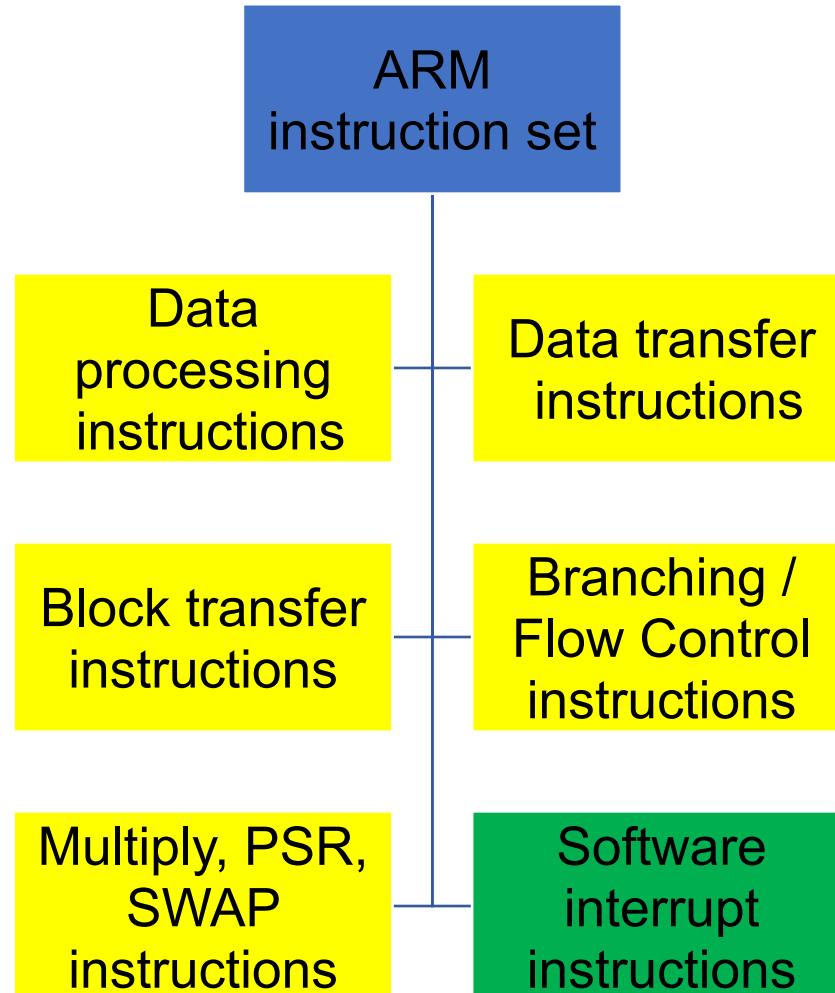 ARM
instruction set
Data
processing
instructions
Data transfer
instructions
Block transfer
instructions
Branching /
Flow Control
instructions
Multiply, PSR,
SWAP
instructions
Software
interrupt
instructions